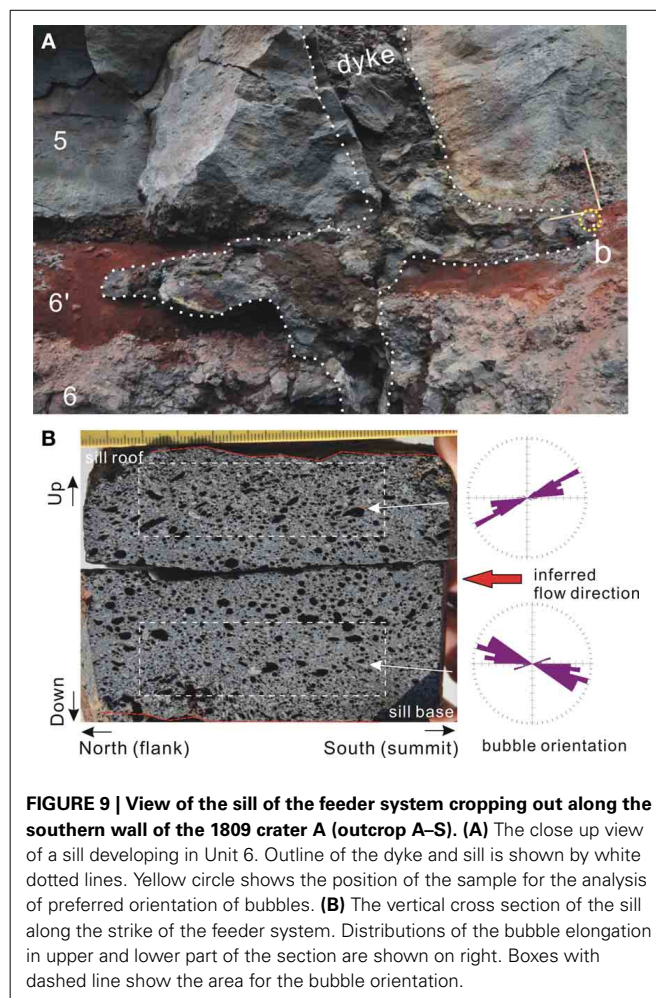 A
dyke
5
b
6'
6
B
sill roof
Up
inferred
flow direction
Down
sill base
North (flank)
South (summit)
bubble orientation
FIGURE 9 | View of the sill of the feeder system cropping out along the
southern wall of the 1809 crater A (outcrop A–S). (A) The close up view
of a sill developing in Unit 6. Outline of the dyke and sill is shown by white
dotted lines. Yellow circle shows the position of the sample for the analysis
of preferred orientation of bubbles. (B) The vertical cross section of the sill
along the strike of the feeder system. Distributions of the bubble elongation
in upper and lower part of the section are shown on right. Boxes with
dashed line show the area for the bubble orientation.